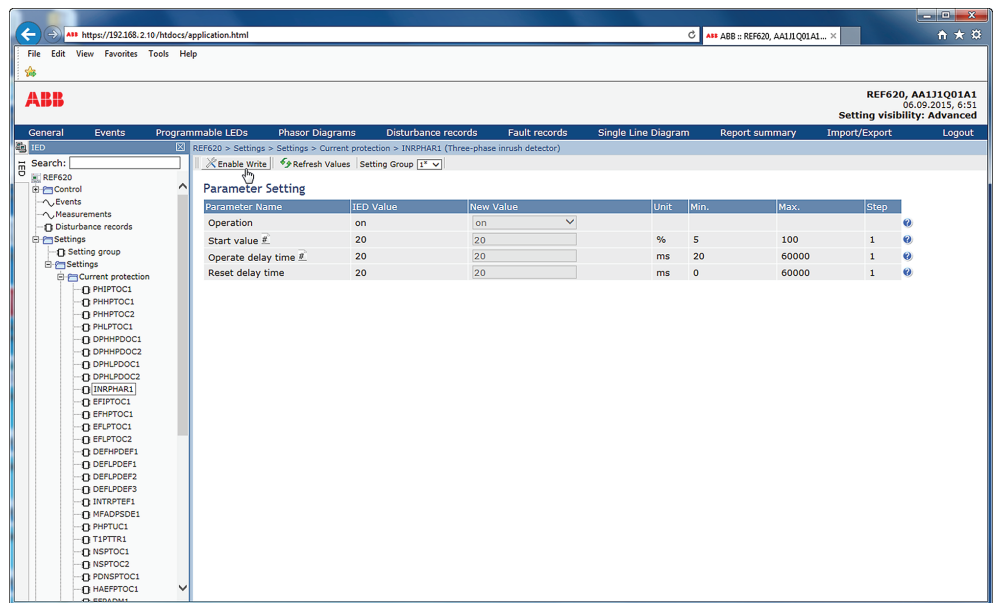 https://192.168.2.10/htdocs/application.html
ABB :: REF620, AA1J1Q01A1...
File Edit View Favorites Tools Help
ABB
REF620, AA1J1Q01A1
06.09.2015, 6:51
Setting visibility: Advanced
General Events Programmable LEDs Phasor Diagrams Disturbance records Fault records Single Line Diagram Report summary Import/Export Logout
IED
REF620 > Settings > Settings > Current protection > INRPHAR1 (Three-phase inrush detector)
IED
Search:
Enable Write Refresh Values Setting Group 1*
REF620
Control
Events
Measurements
Disturbance records
Settings
Setting group
Settings
Current protection
PHIPTOC1
PHHPTOC1
PHHPTOC2
PHLPTOC1
DPHHPDOC1
DPHHPDOC2
DPHLPDOC1
DPHLPDOC2
INRPHAR1
EFIPTOC1
EFHPTOC1
EFLPTOC1
EFLPTOC2
DEFHPDEF1
DEFLPDEF1
DEFLPDEF2
DEFLPDEF3
INTRPTEF1
MFADPSDE1
PHPTUC1
T1PTTR1
NSPTOC1
NSPTOC2
PDNSPTOC1
HAEFPTOC1
Parameter Setting
Parameter Name IED Value New Value Unit Min. Max. Step
Operation on on
Start value # 20 20 % 5 100 1
Operate delay time # 20 20 ms 20 60000 1
Reset delay time 20 20 ms 0 60000 1